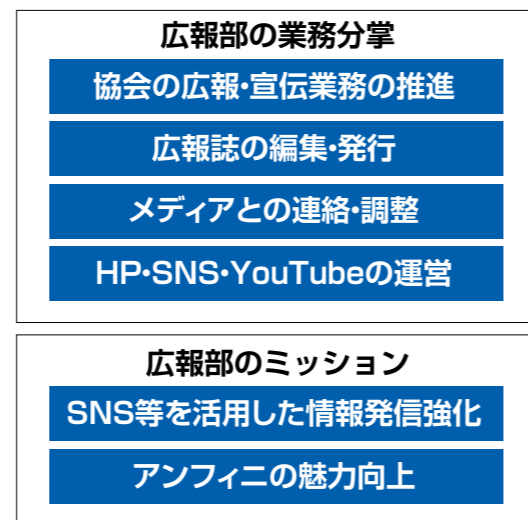 広報部の業務分掌
協会の広報・宣伝業務の推進
広報誌の編集・発行
メディアとの連絡・調整
HP・SNS・YouTubeの運営
広報部のミッション
SNS等を活用した情報発信強化
アンフィニの魅力向上